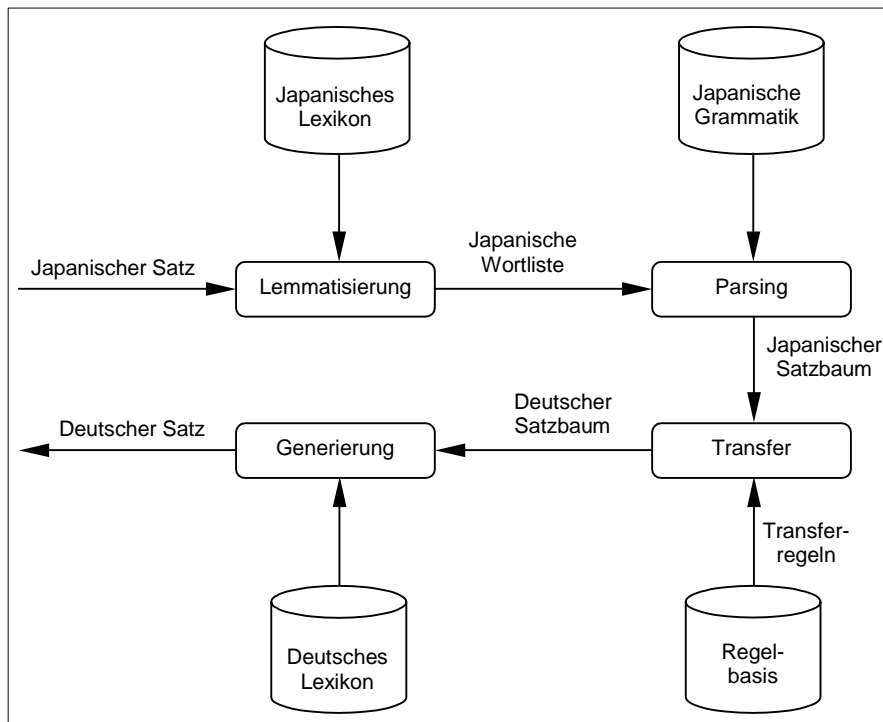 Japanisches
Lexikon
Japanische
Grammatik
Japanischer Satz
Lemmatisierung
Japanische
Wortliste
Parsing
Japanischer
Satzbaum
Deutscher Satz
Generierung
Deutscher
Satzbaum
Transfer
Transfer-
regeln
Deutsches
Lexikon
Regel-
basis